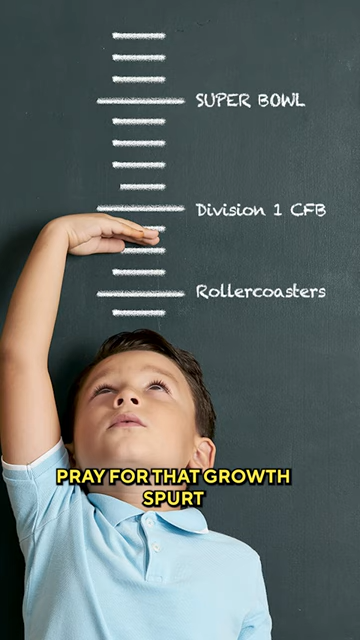 SUPER BOWL
Division 1 CFB
Rollercoasters
PRAY FOR THAT GROWTH
SPURT